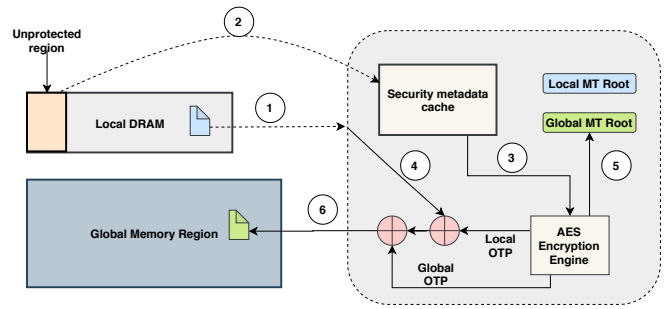 2
Unprotected
region
Local DRAM
1
Security metadata
cache
Local MT Root
Global MT Root
4
3
5
Global Memory Region
6
Local
OTP
Global
OTP
AES
Encryption
Engine